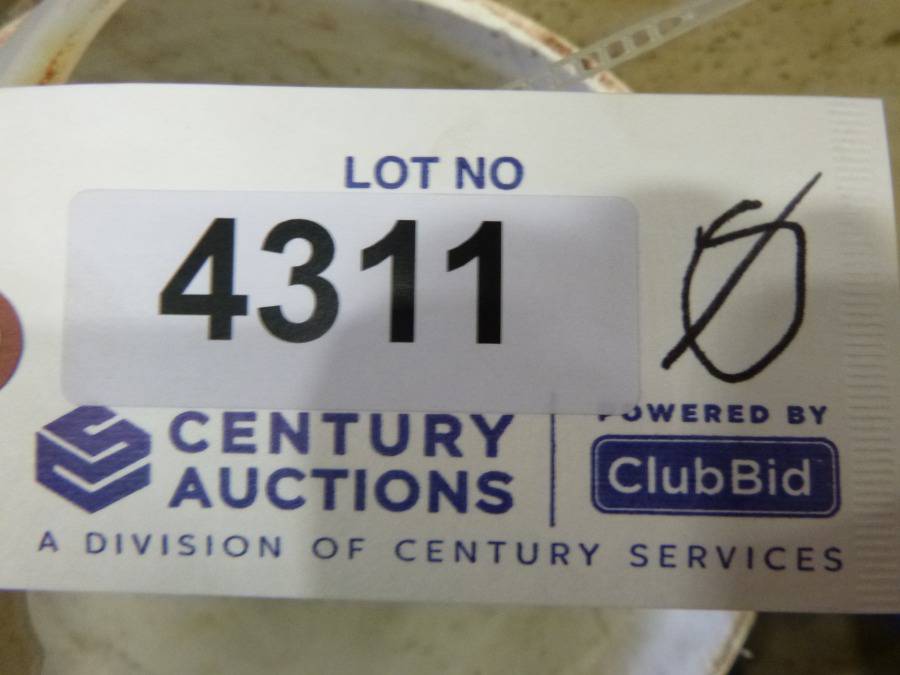 LOT NO
4311 Ø
CENTURY
AUCTIONS
POWERED BY
ClubBid
A DIVISION OF CENTURY SERVICES